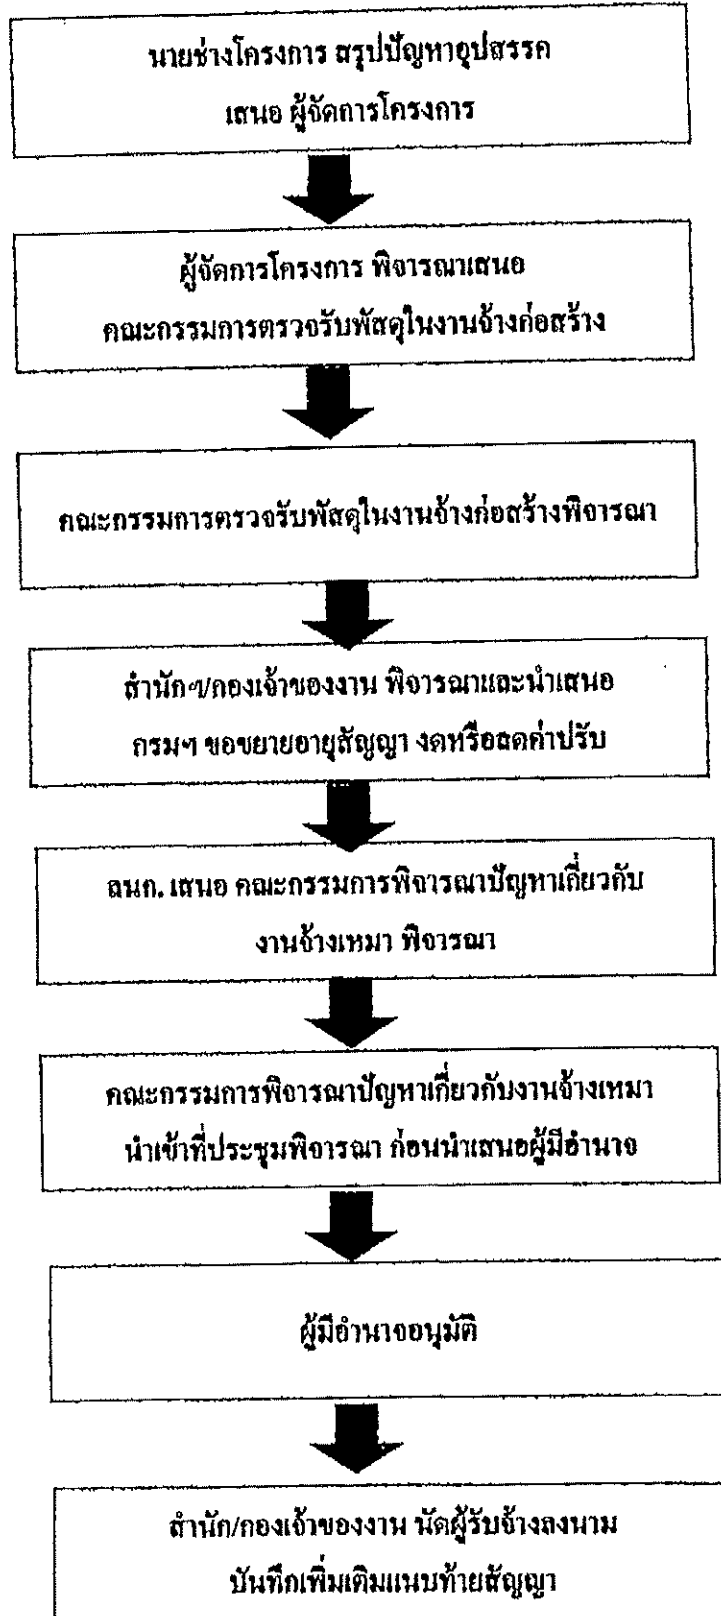 นายช่างโครงการ สรุปปัญหาอุปสรรค
เสนอ ผู้จัดการโครงการ
ผู้จัดการโครงการ พิจารณาเสนอ
คณะกรรมการตรวจรับพัสดุในงานจ้างก่อสร้าง
คณะกรรมการตรวจรับพัสดุในงานจ้างก่อสร้างพิจารณา
สำนักฯ/กองเจ้าของงาน พิจารณาและนำเสนอ
กรมฯ ขอขยายอายุสัญญา งดหรือลดค่าปรับ
ลนก. เสนอ คณะกรรมการพิจารณาปัญหาเกี่ยวกับ
งานจ้างเหมา พิจารณา
คณะกรรมการพิจารณาปัญหาเกี่ยวกับงานจ้างเหมา
นำเข้าที่ประชุมพิจารณา ก่อนนำเสนอผู้มีอำนาจ
ผู้มีอำนาจอนุมัติ
สำนัก/กองเจ้าของงาน นัดผู้รับจ้างลงนาม
บันทึกเพิ่มเติมแนบท้ายสัญญา